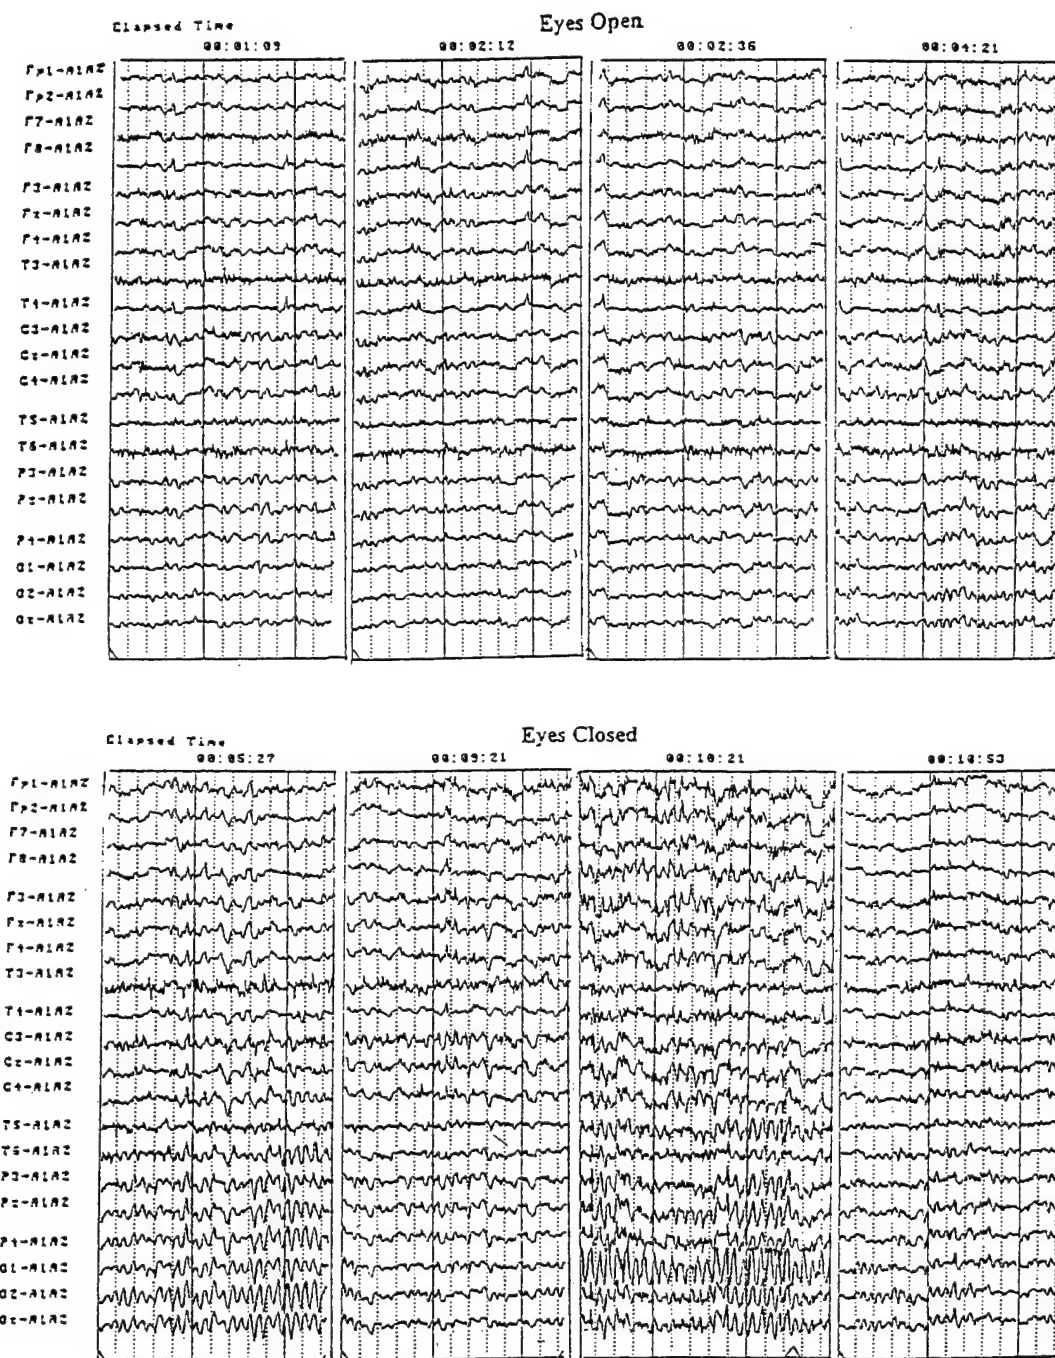 Eyes Open
Elapsed Time
00:01:09 00:02:12 00:02:36 00:04:21
Fp1-A1A2
Fp2-A1A2
F7-A1A2
F8-A1A2
F3-A1A2
Fz-A1A2
F4-A1A2
T3-A1A2
T4-A1A2
C3-A1A2
Cz-A1A2
C4-A1A2
T5-A1A2
T6-A1A2
P3-A1A2
Pz-A1A2
P4-A1A2
O1-A1A2
O2-A1A2
Oz-A1A2
Eyes Closed
Elapsed Time
00:05:27 00:09:21 00:10:21 00:10:53
Fp1-A1A2
Fp2-A1A2
F7-A1A2
F8-A1A2
F3-A1A2
Fz-A1A2
F4-A1A2
T3-A1A2
T4-A1A2
C3-A1A2
Cz-A1A2
C4-A1A2
T5-A1A2
T6-A1A2
P3-A1A2
Pz-A1A2
P4-A1A2
O1-A1A2
O2-A1A2
Oz-A1A2